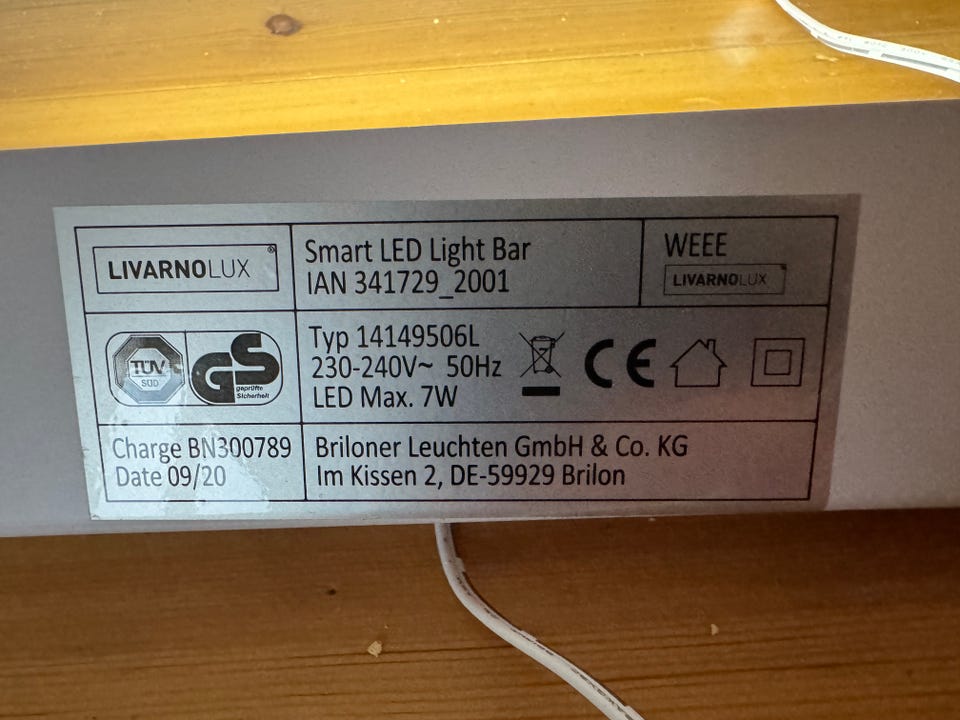 LIVARNOLUX®
Smart LED Light Bar
IAN 341729_2001
WEEE
LIVARNOLUX
TÜV
SÜD
GS
geprüfte
Sicherheit
Typ 14149506L
230-240V~ 50Hz
LED Max. 7W
CE
Charge BN300789
Date 09/20
Briloner Leuchten GmbH & Co. KG
Im Kissen 2, DE-59929 Brilon